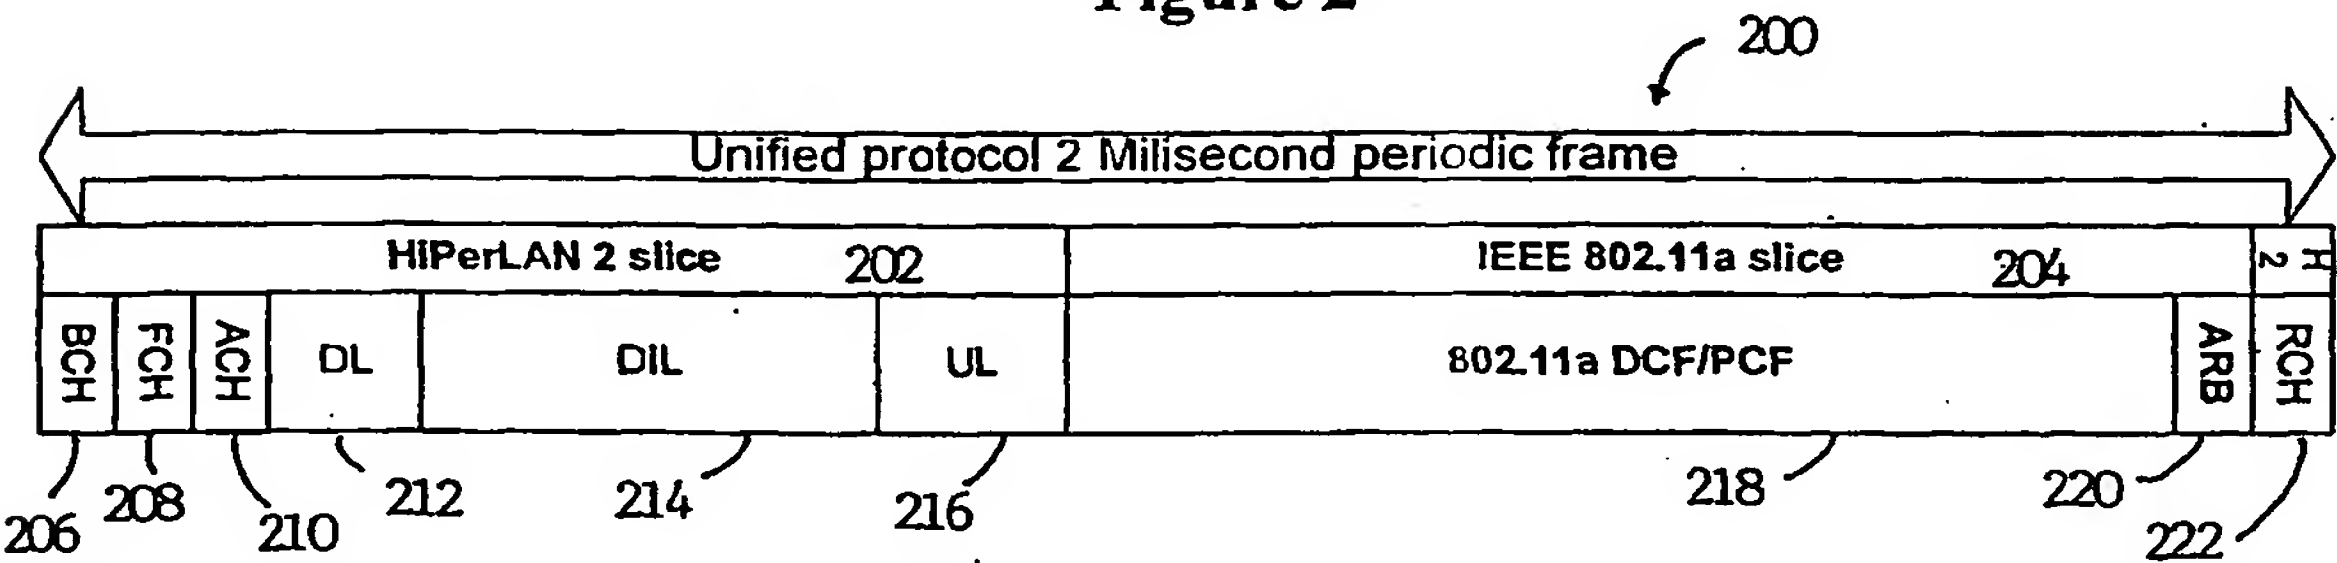 Figure 2
200
Unified protocol 2 Milisecond periodic frame
HiPerLAN 2 slice 202 IEEE 802.11a slice 204 H2
BCH FCH ACH DL DIL UL 802.11a DCF/PCF ARB RCH
206 208 210 212 214 216 218 220 222